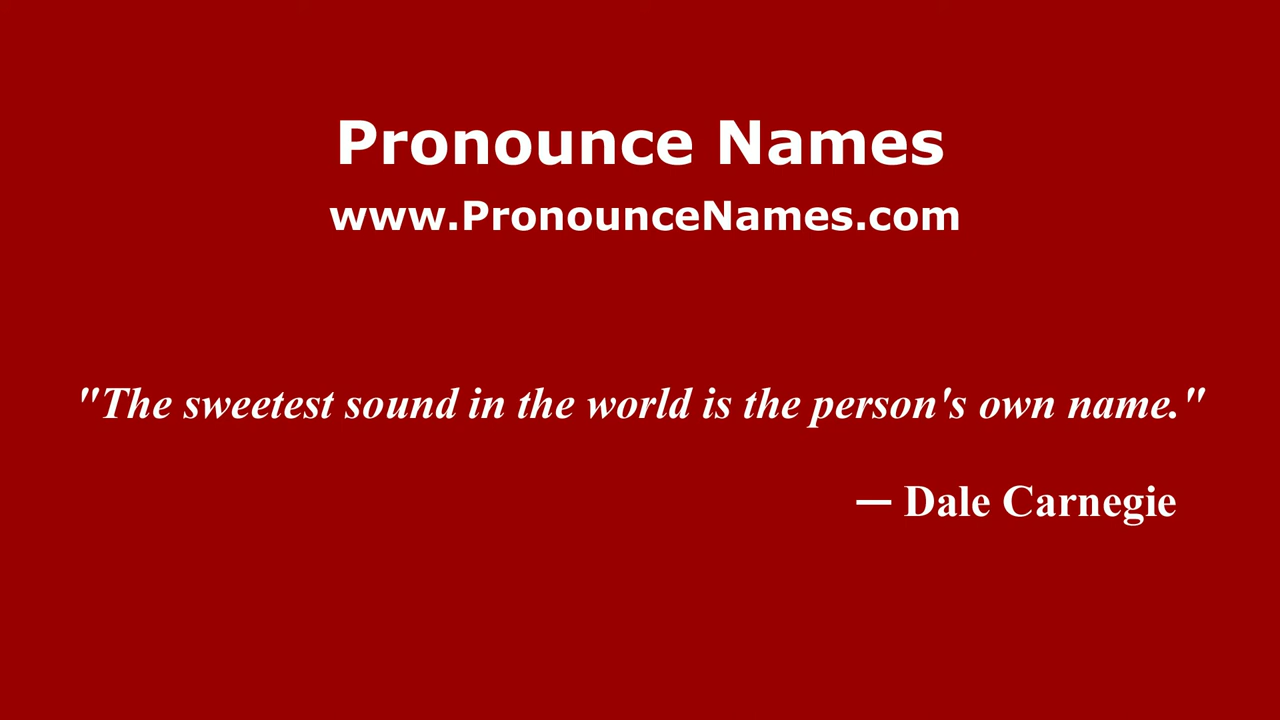 Pronounce Names
www.PronounceNames.com
"The sweetest sound in the world is the person's own name."
— Dale Carnegie